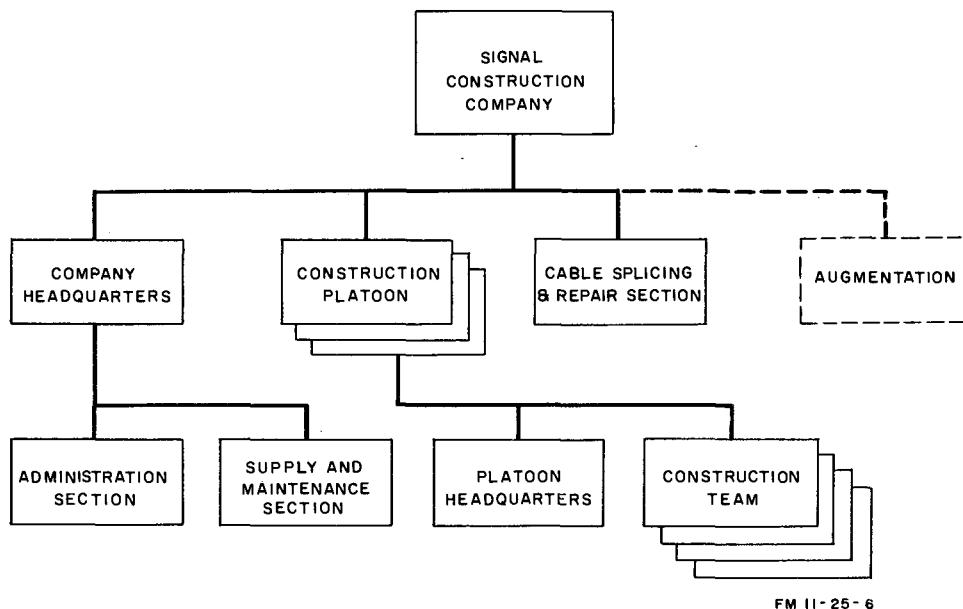 SIGNAL
CONSTRUCTION
COMPANY
COMPANY
HEADQUARTERS
CONSTRUCTION
PLATOON
CABLE SPLICING
& REPAIR SECTION
AUGMENTATION
ADMINISTRATION
SECTION
SUPPLY AND
MAINTENANCE
SECTION
PLATOON
HEADQUARTERS
CONSTRUCTION
TEAM
FM 11-25-6